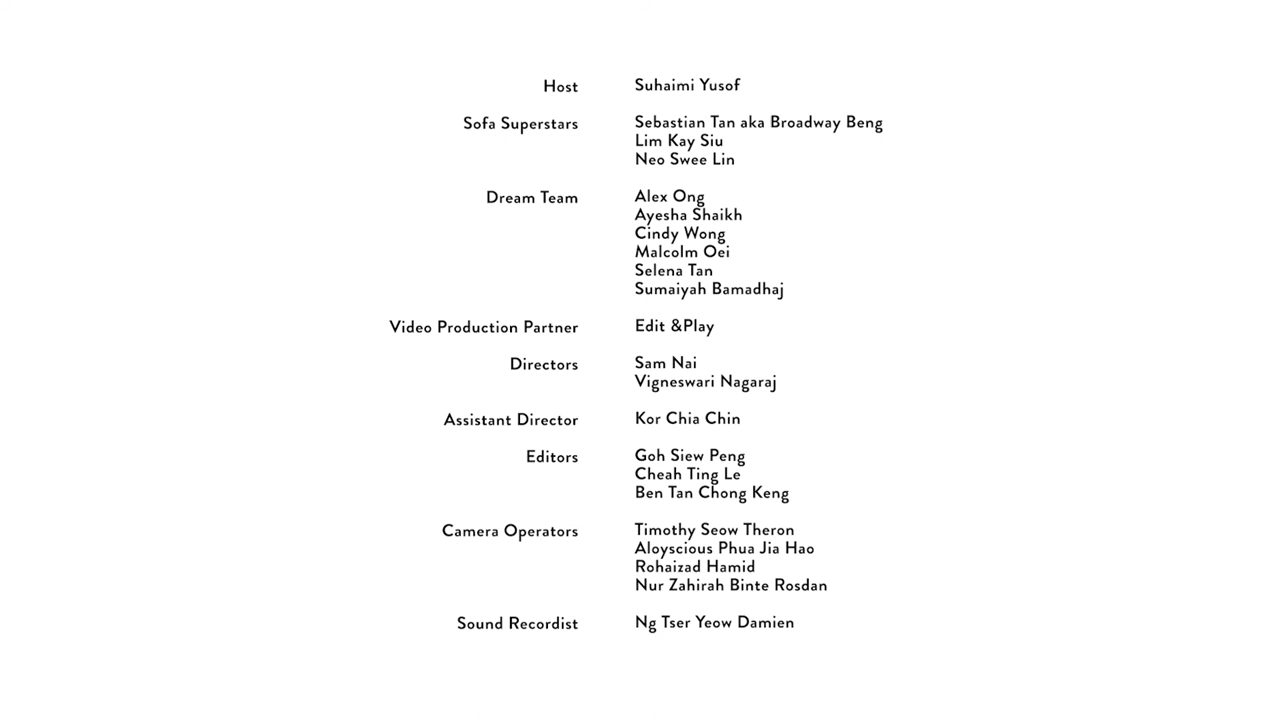 Host Suhaimi Yusof
Sofa Superstars Sebastian Tan aka Broadway Beng
Lim Kay Siu
Neo Swee Lin
Dream Team Alex Ong
Ayesha Shaikh
Cindy Wong
Malcolm Oei
Selena Tan
Sumaiyah Bamadhaj
Video Production Partner Edit &Play
Directors Sam Nai
Vigneswari Nagaraj
Assistant Director Kor Chia Chin
Editors Goh Siew Peng
Cheah Ting Le
Ben Tan Chong Keng
Camera Operators Timothy Seow Theron
Aloyscious Phua Jia Hao
Rohaizad Hamid
Nur Zahirah Binte Rosdan
Sound Recordist Ng Tser Yeow Damien